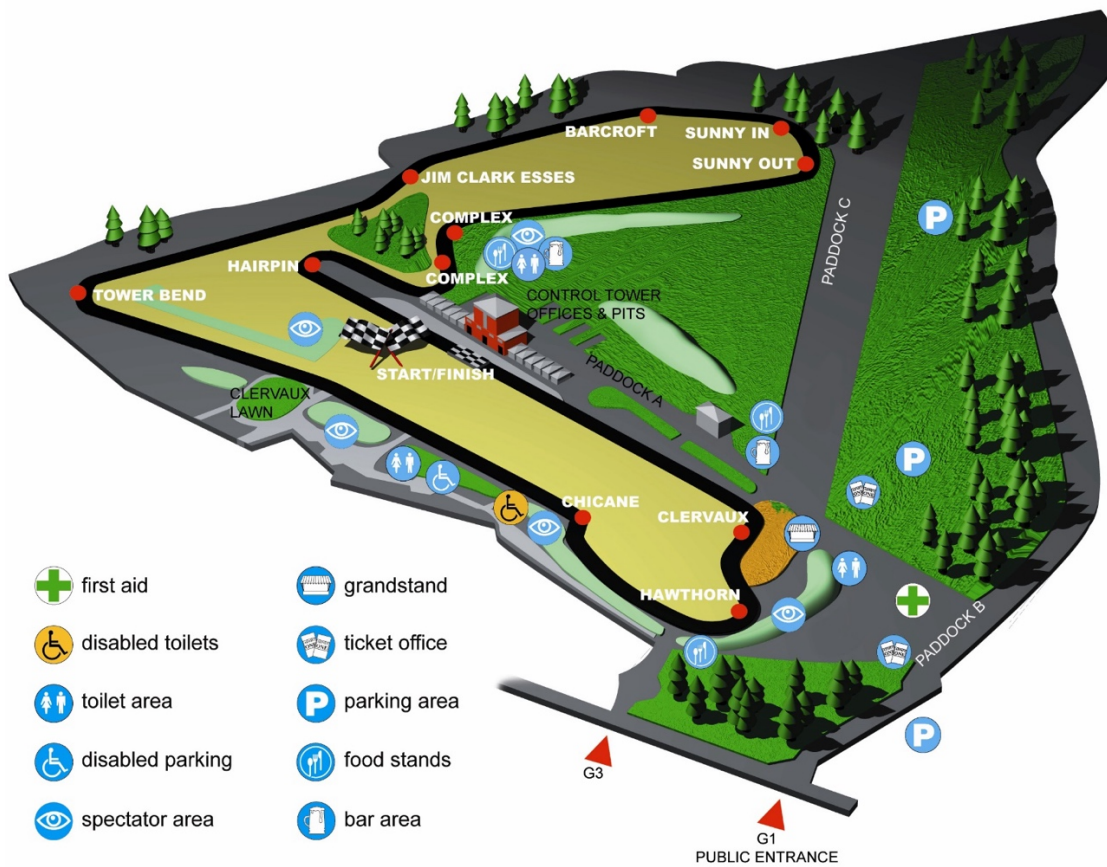 BARCROFT
SUNNY IN
SUNNY OUT
JIM CLARK ESSES
COMPLEX
COMPLEX
HAIRPIN
TOWER BEND
CONTROL TOWER
OFFICES & PITS
PADDOCK C
START/FINISH
PADDOCK A
CLERVAUX
LAWN
CHICANE
CLERVAUX
HAWTHORN
PADDOCK B
P
P
P
first aid
disabled toilets
toilet area
disabled parking
spectator area
grandstand
ticket office
P
parking area
food stands
bar area
G3
G1
PUBLIC ENTRANCE